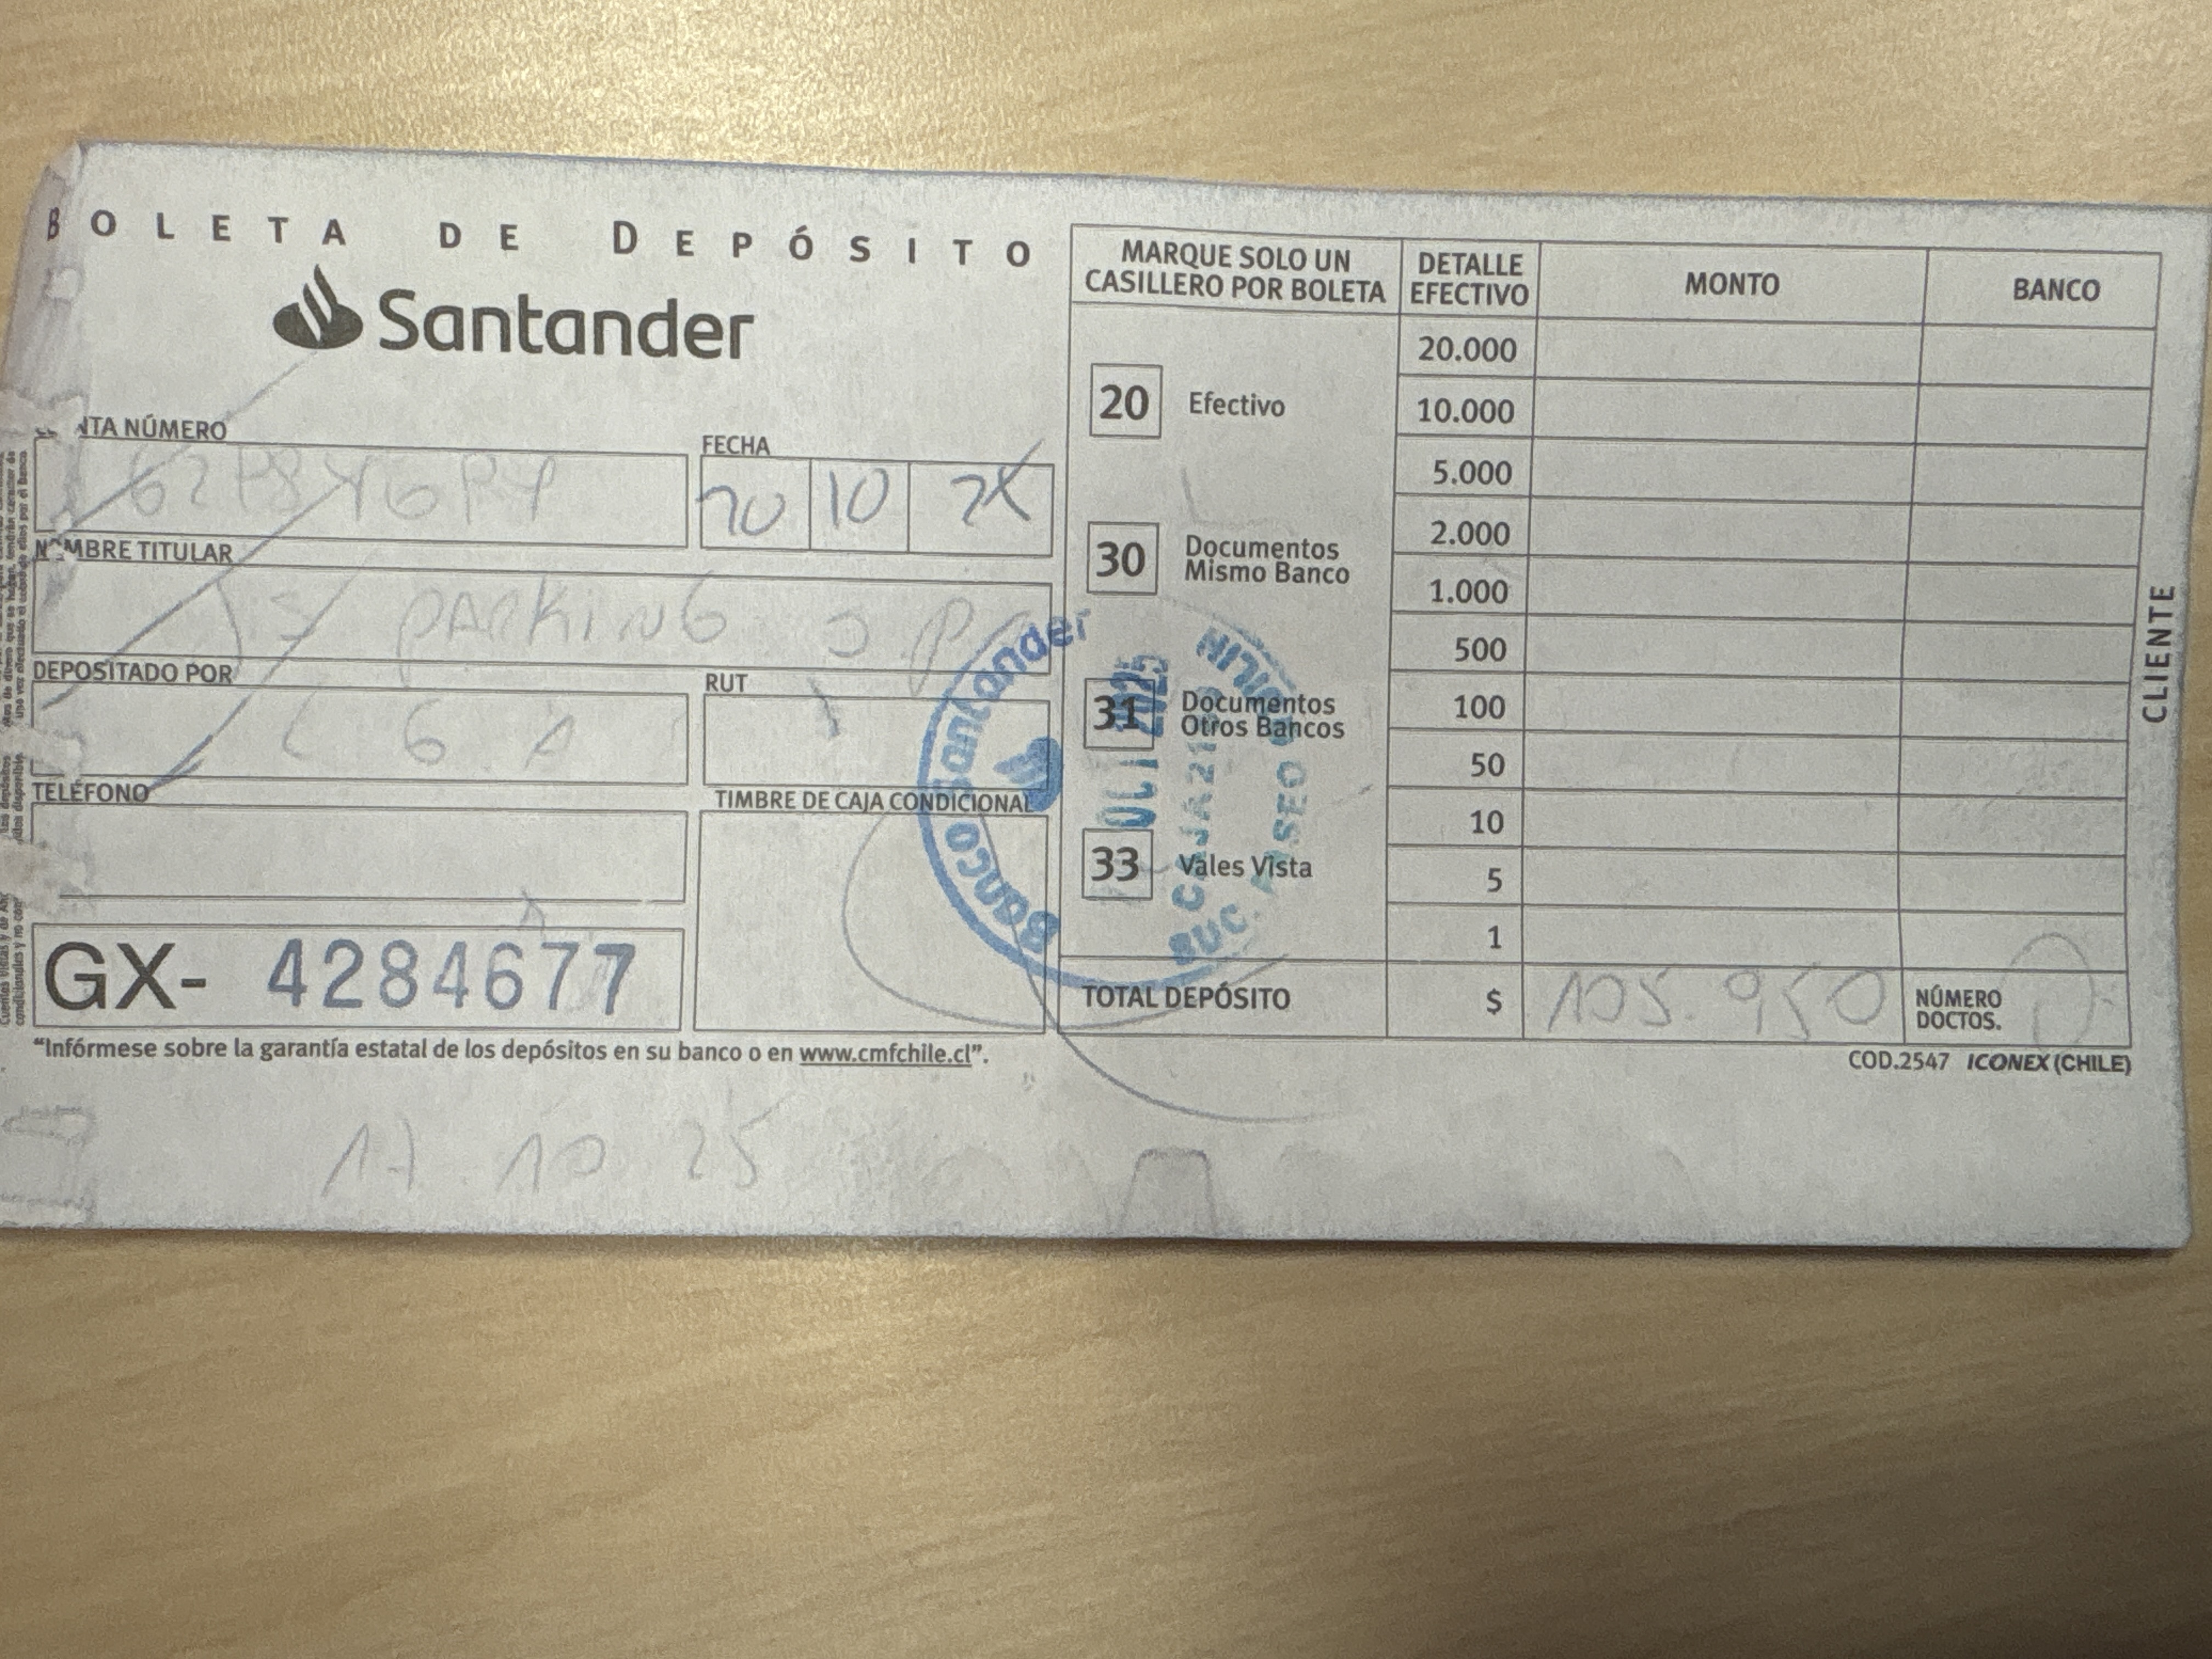 BOLETA DE DEPÓSITO
Santander
NTA NÚMERO
FECHA
20 10 25
NOMBRE TITULAR
PARKING
DEPOSITADO POR
RUT
TELÉFONO
TIMBRE DE CAJA CONDICIONAL
GX- 4284677
"Infórmese sobre la garantía estatal de los depósitos en su banco o en www.cmfchile.cl".
17 10 25
MARQUE SOLO UN CASILLERO POR BOLETA
DETALLE EFECTIVO
MONTO
BANCO
20 Efectivo
30 Documentos Mismo Banco
31 Documentos Otros Bancos
33 Vales Vista
20.000
10.000
5.000
2.000
1.000
500
100
50
10
5
1
TOTAL DEPÓSITO $ 105.950
NÚMERO DOCTOS.
COD.2547 ICONEX (CHILE)
CLIENTE
Banco Santander
2025
CAJA 21
SUC. PASEO